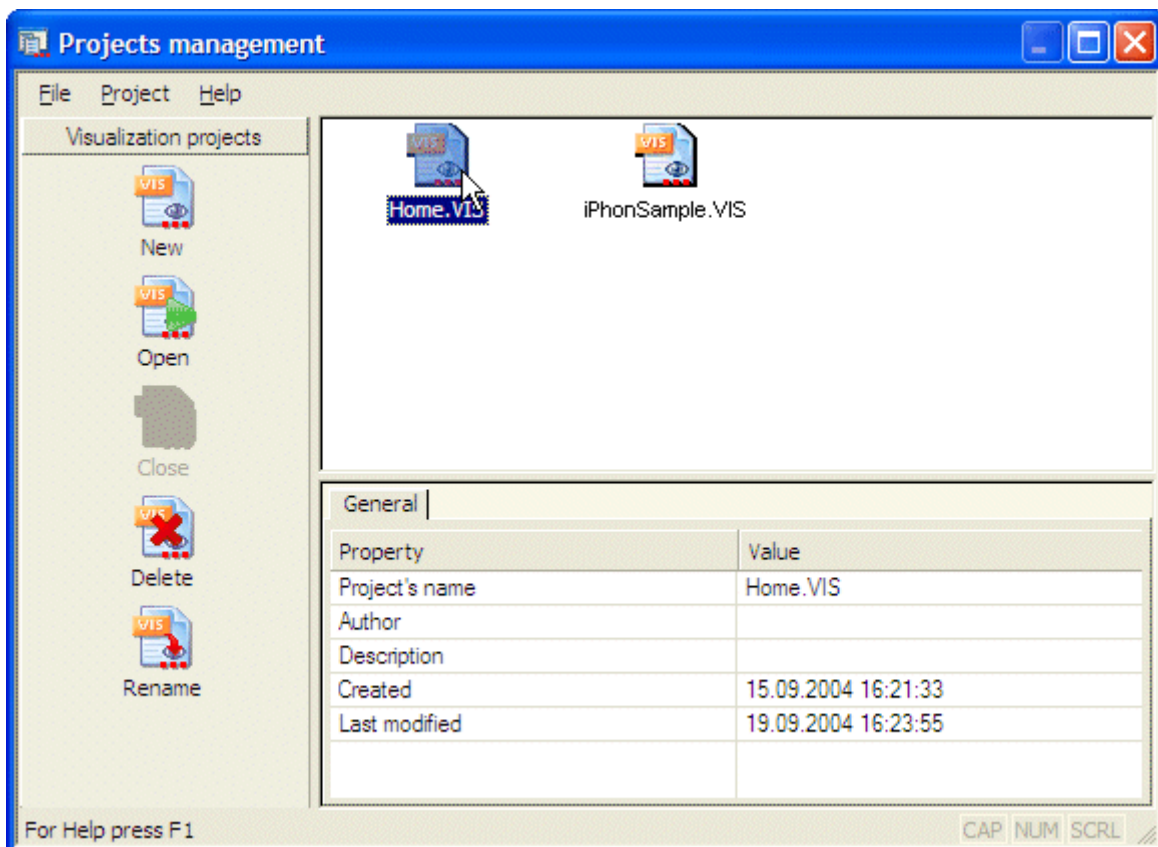 Projects management
File Project Help
Visualization projects
VIS
New
VIS
Open
Close
VIS
Delete
VIS
Rename
VIS
Home.VIS
VIS
iPhonSample.VIS
General
Property Value
Project's name Home.VIS
Author
Description
Created 15.09.2004 16:21:33
Last modified 19.09.2004 16:23:55
For Help press F1
CAP NUM SCRL